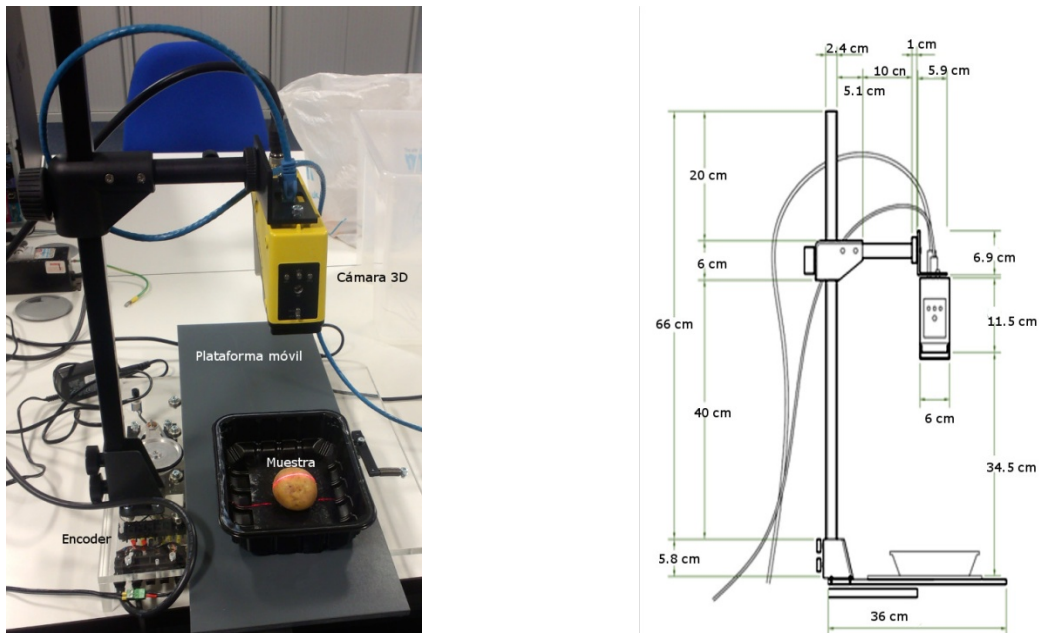 Cámara 3D
Plataforma móvil
Muestra
Encoder
2.4 cm
1 cm
10 cn
5.9 cm
5.1 cm
20 cm
6 cm
6.9 cm
66 cm
11.5 cm
40 cm
6 cm
34.5 cm
5.8 cm
36 cm